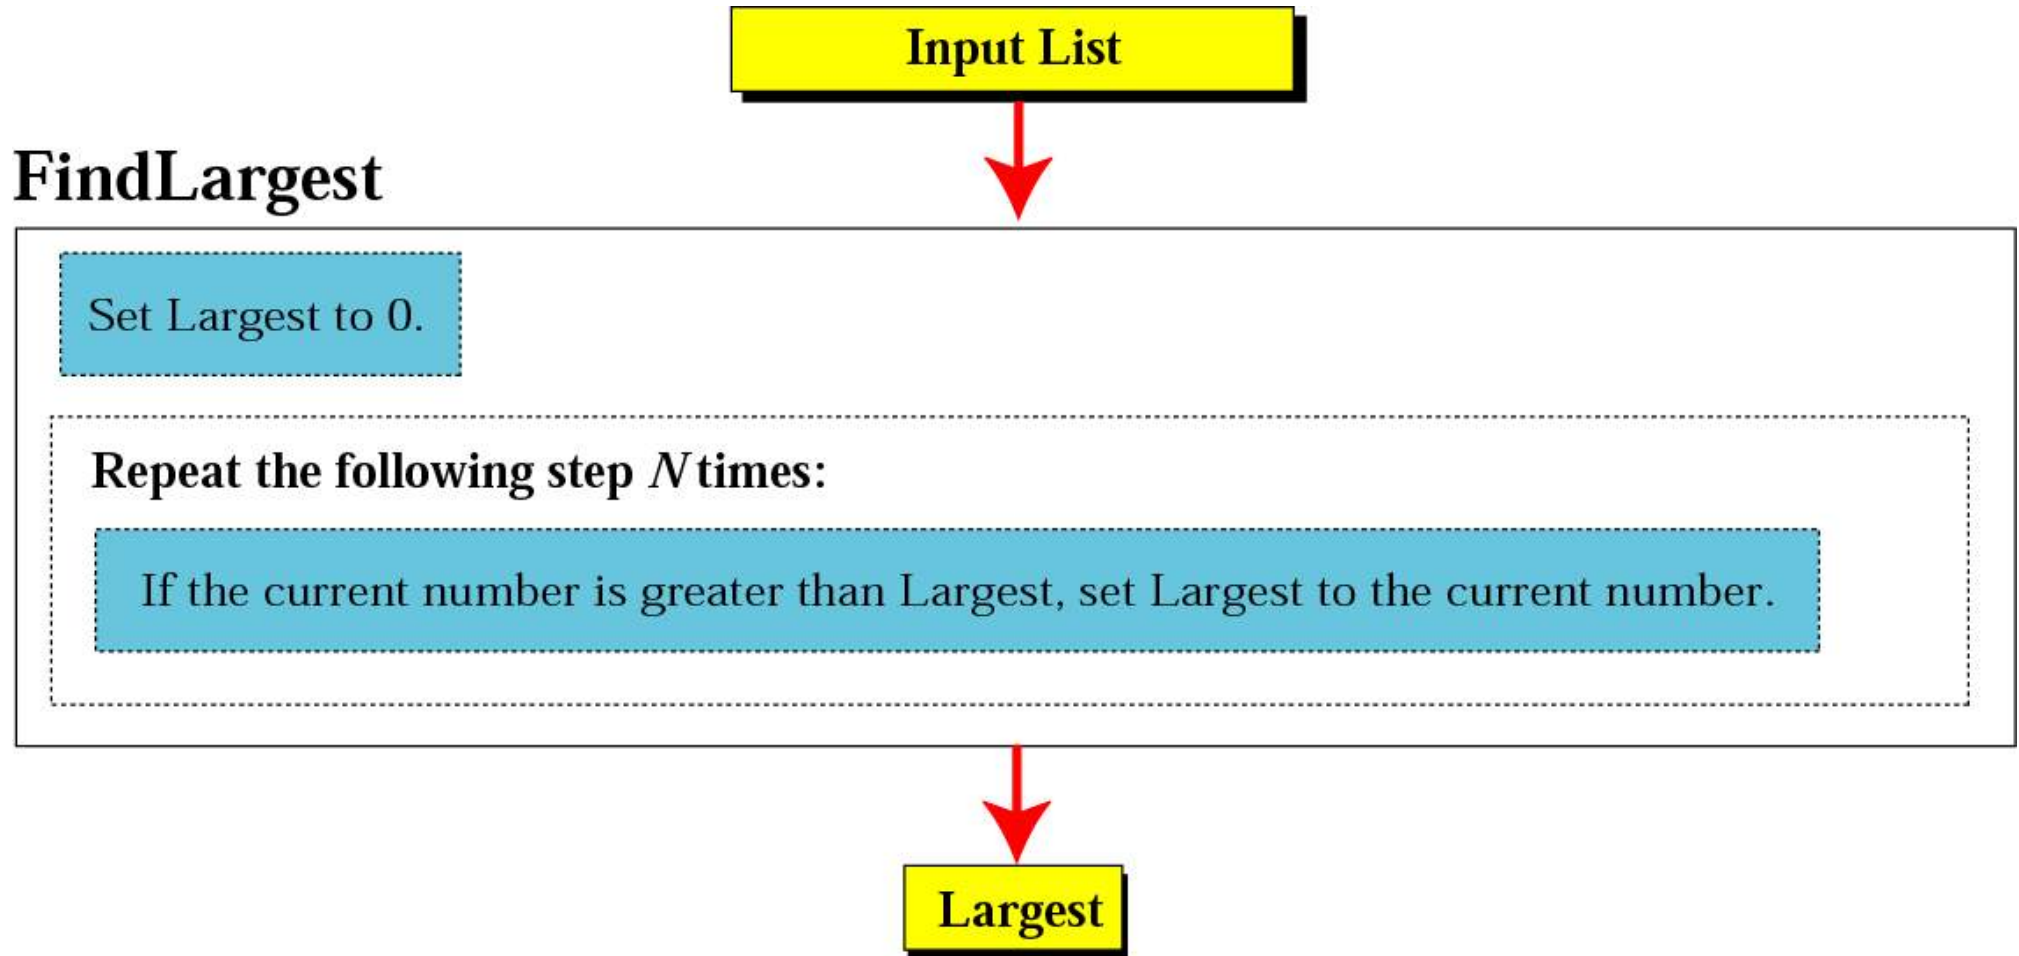 Input List
FindLargest
Set Largest to 0.
Repeat the following step N times:
If the current number is greater than Largest, set Largest to the current number.
Largest